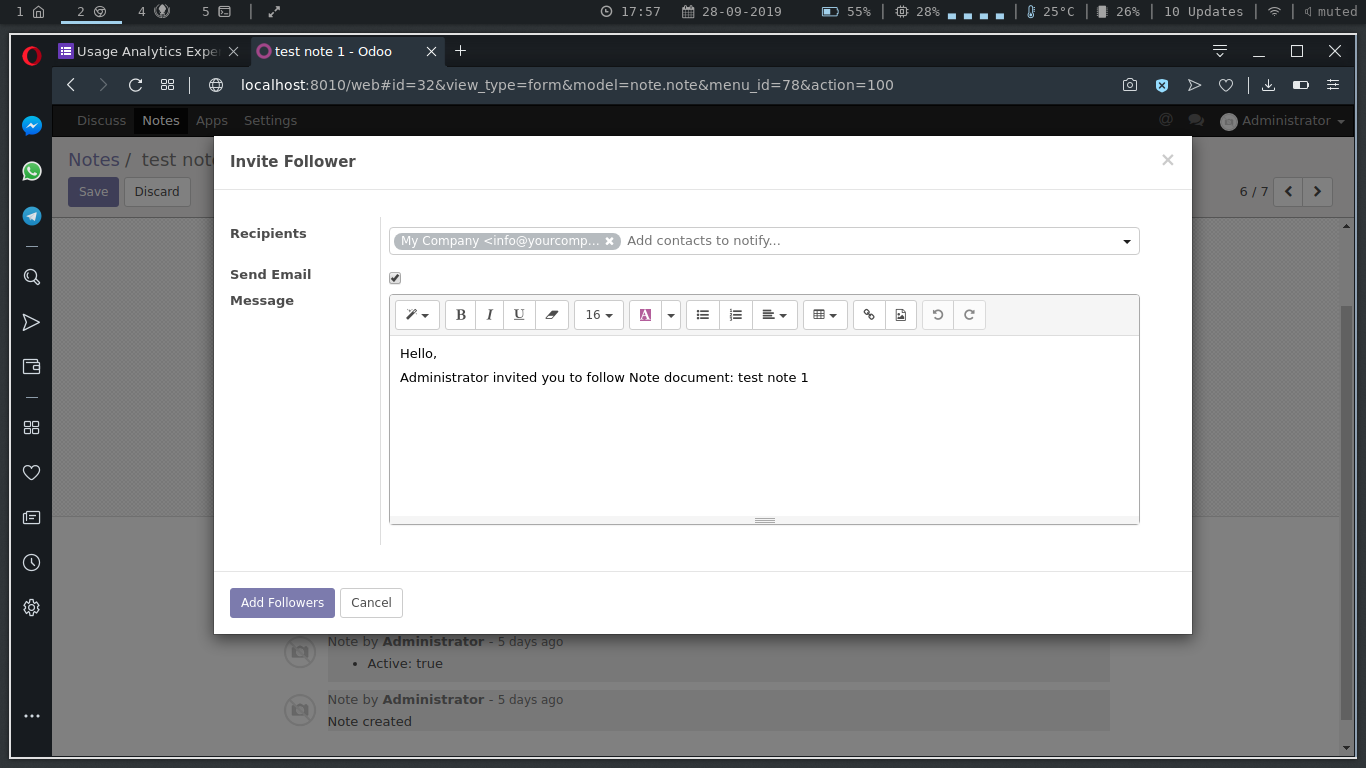 1 2 4 5 17:57 28-09-2019 55% 28% 25°C 26% 10 Updates muted
Usage Analytics Expe test note 1 - Odoo
localhost:8010/web#id=32&view_type=form&model=note.note&menu_id=78&action=100
Discuss Notes Apps Settings Administrator
Notes / test note
Save Discard 6 / 7
Invite Follower
Recipients My Company <info@yourcomp... Add contacts to notify...
Send Email
Message
B I U 16 A
Hello,
Administrator invited you to follow Note document: test note 1
Add Followers Cancel
Note by Administrator - 5 days ago
• Active: true
Note by Administrator - 5 days ago
Note created